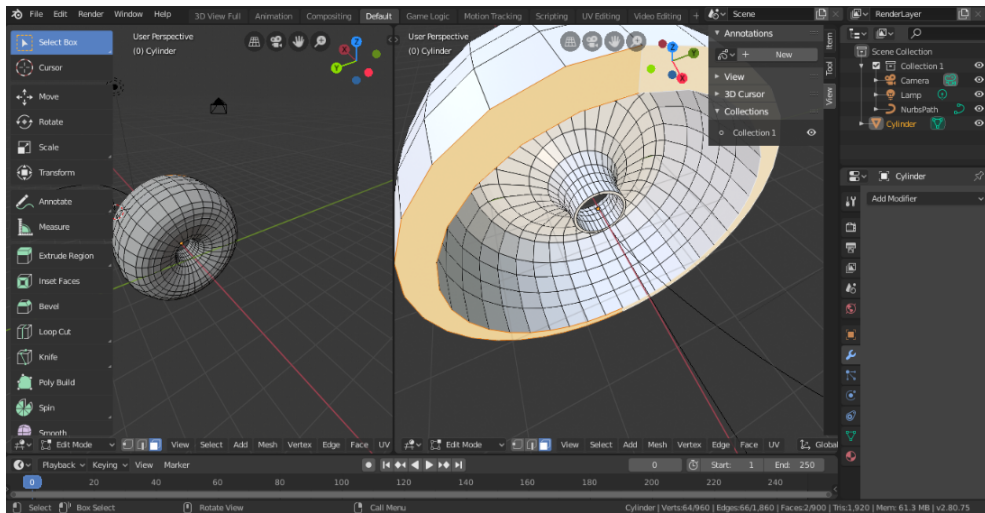 File Edit Render Window Help 3D View Full Animation Compositing Default Game Logic Motion Tracking Scripting UV Editing Video Editing + Scene RenderLayer
Select Box
Cursor
Move
Rotate
Scale
Transform
Annotate
Measure
Extrude Region
Inset Faces
Bevel
Loop Cut
Knife
Poly Build
Spin
Smooth
User Perspective
(0) Cylinder
Z
Y
User Perspective
(0) Cylinder
Z
Y
X
Annotations
+ New
View
3D Cursor
Collections
Collection 1
Item
Tool
View
Scene Collection
Collection 1
Camera
Lamp
NurbsPath
Cylinder
Cylinder
Add Modifier
Edit Mode View Select Add Mesh Vertex Edge Face UV
Edit Mode View Select Add Mesh Vertex Edge Face UV Global
Playback Keying View Marker 0 Start: 1 End: 250
0 20 40 60 80 100 120 140 160 180 200 220 240
Select Box Select Rotate View Call Menu Cylinder | Verts:64/960 | Edges:66/1,860 | Faces:2/900 | Tris:1,920 | Mem: 61.3 MB | v2.80.75